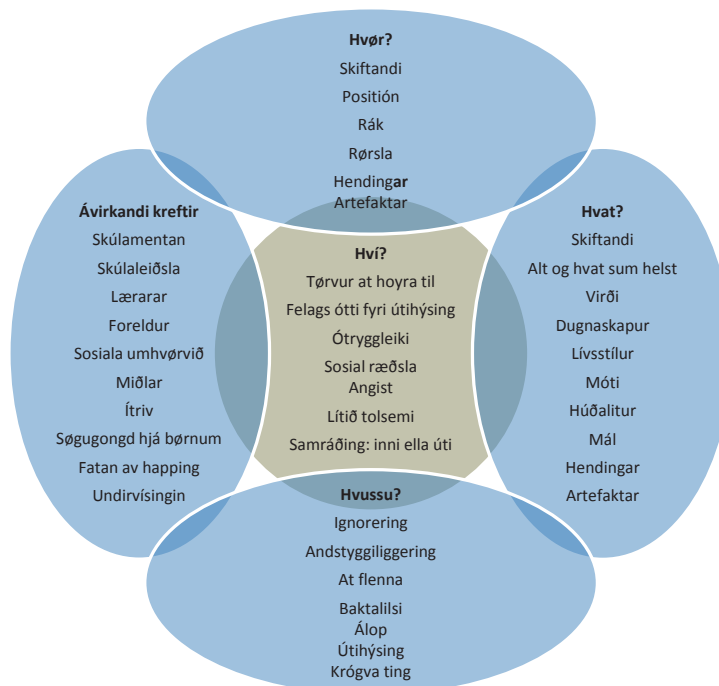 Hvør?
Skiftandi
Positión
Rák
Rørsla
Hendingar
Artefaktar
Ávirkandi kreftir
Skúlamentan
Skúlaleiðsla
Lærarar
Foreldur
Sosiala umhvørvið
Miðlar
Ítriv
Søgugongd hjá børnum
Fatan av happing
Undirvísingin
Hví?
Tørvur at hoyra til
Felags ótti fyri útihýsing
Ótryggleiki
Sosial ræðsla
Angist
Lítið tolsemi
Samráðing: inni ella úti
Hvat?
Skiftandi
Alt og hvat sum helst
Virði
Dugnaskapur
Lívsstílur
Móti
Húðalitur
Mál
Hendingar
Artefaktar
Hvussu?
Ignorering
Andstyggiliggering
At flenna
Baktalilsi
Álop
Útihýsing
Krógva ting